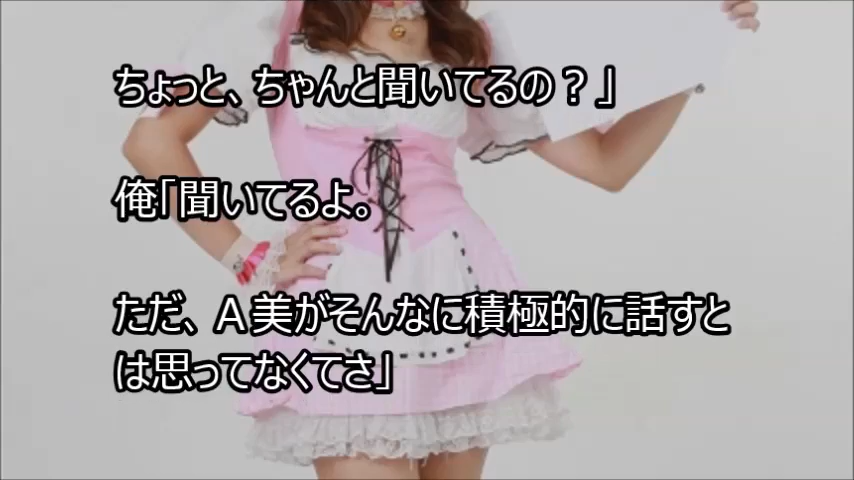 ちょっと、ちゃんと聞いてるの？」
俺「聞いてるよ。
ただ、Ａ美がそんなに積極的に話すと
は思ってなくてさ」